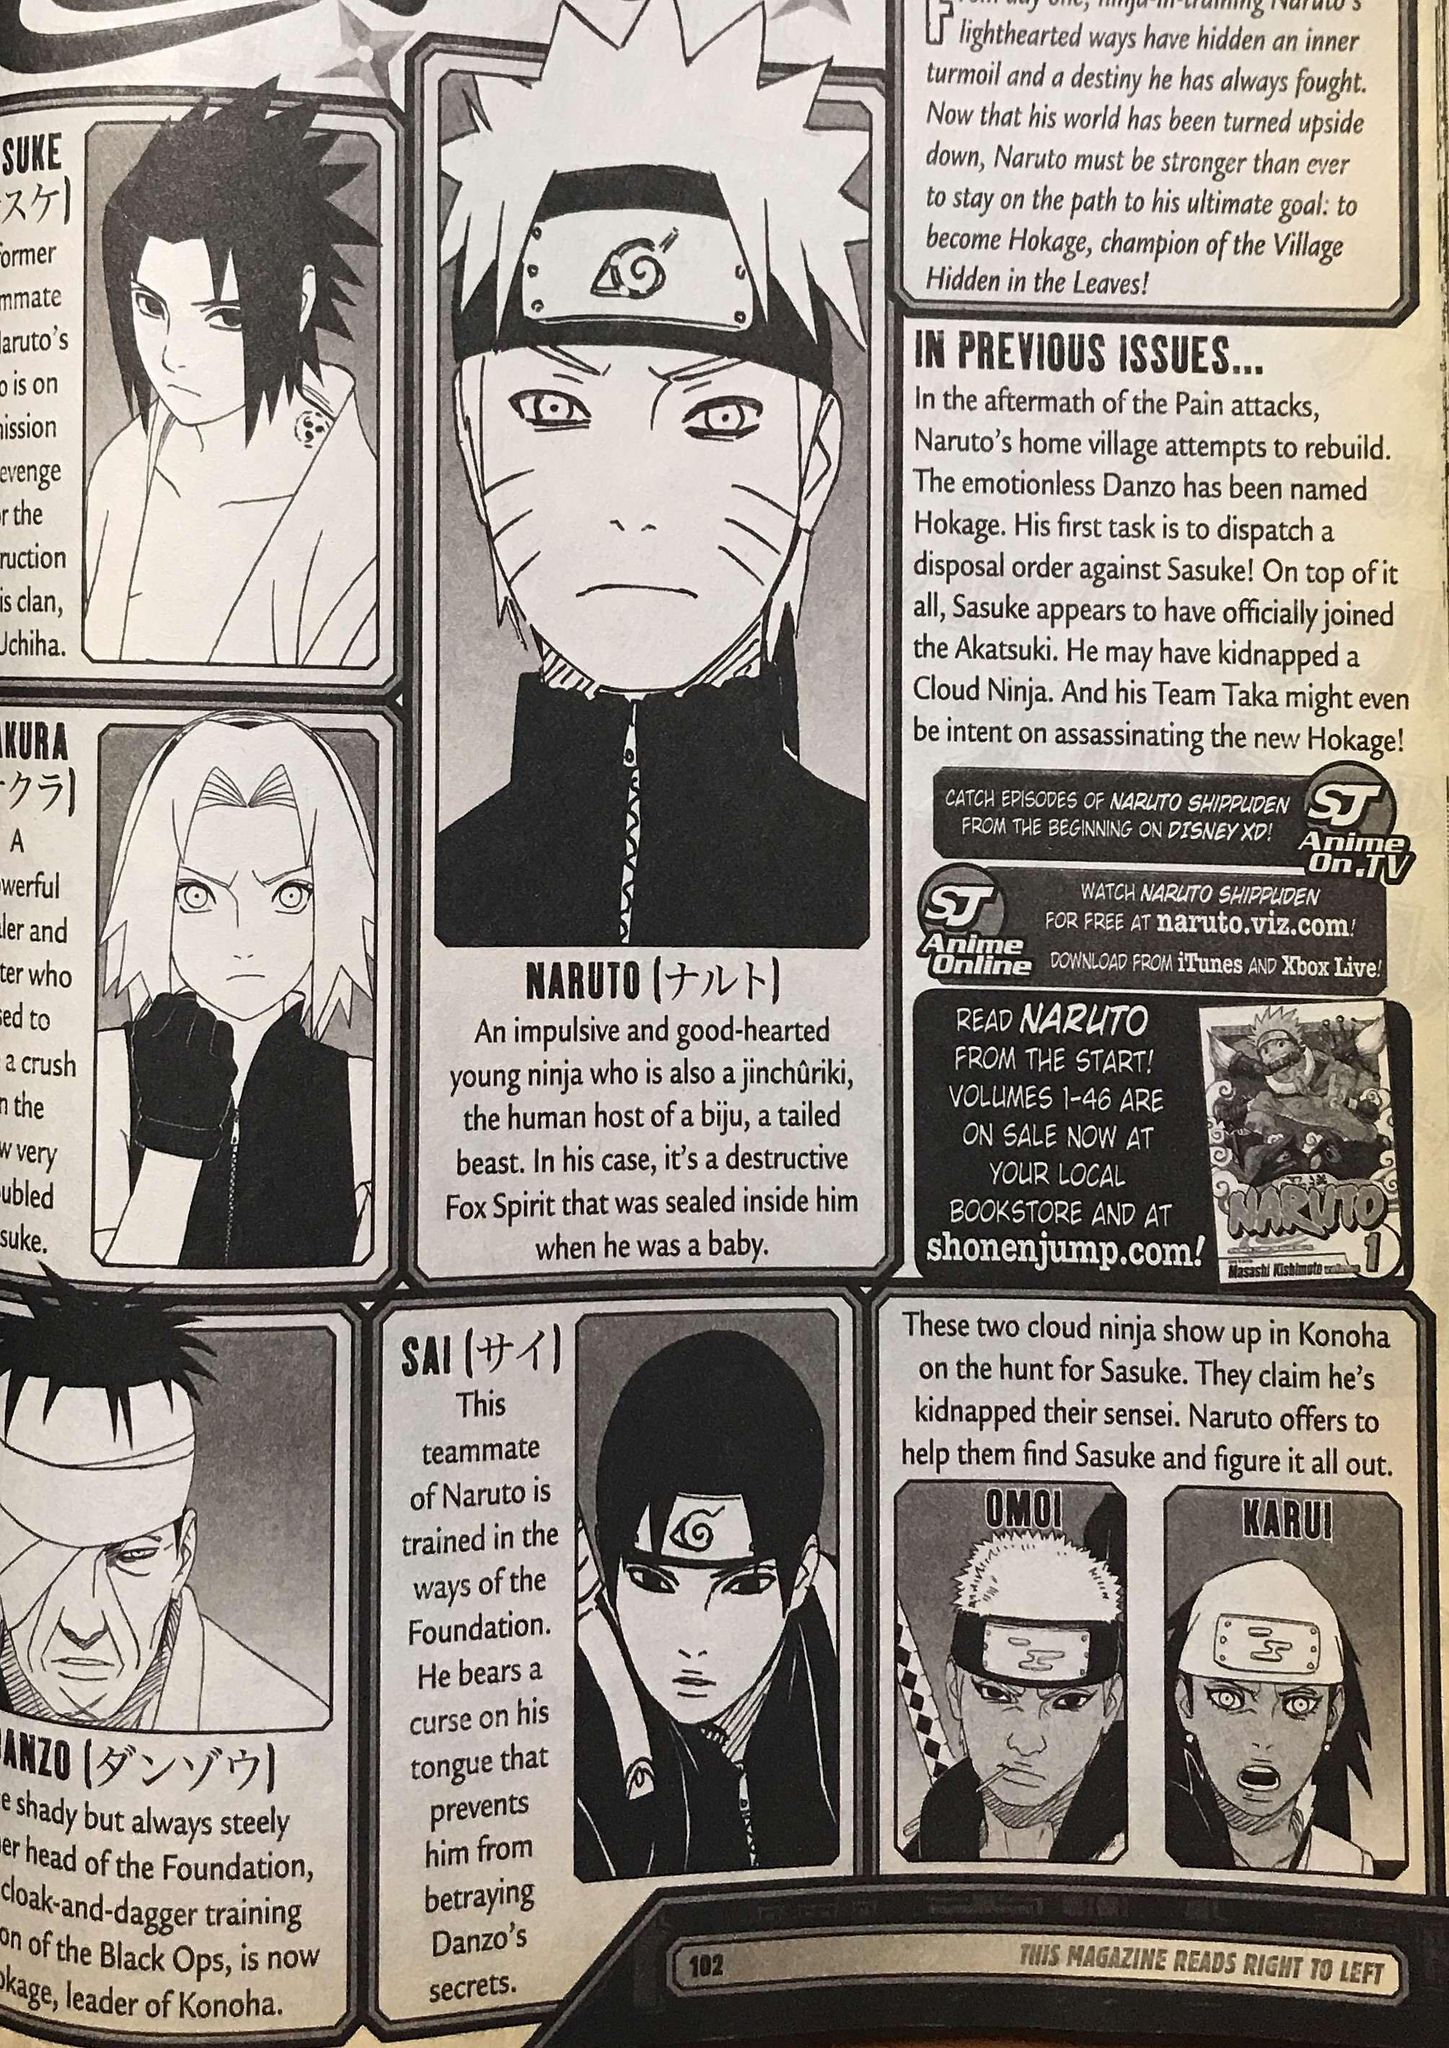 lighthearted ways have hidden an inner
turmoil and a destiny he has always fought.
Now that his world has been turned upside
down, Naruto must be stronger than ever
to stay on the path to his ultimate goal: to
become Hokage, champion of the Village
Hidden in the Leaves!
IN PREVIOUS ISSUES...
In the aftermath of the Pain attacks,
Naruto's home village attempts to rebuild.
The emotionless Danzo has been named
Hokage. His first task is to dispatch a
disposal order against Sasuke! On top of it
all, Sasuke appears to have officially joined
the Akatsuki. He may have kidnapped a
Cloud Ninja. And his Team Taka might even
be intent on assassinating the new Hokage!
CATCH EPISODES OF NARUTO SHIPPUDEN
FROM THE BEGINNING ON DISNEY XD!
SJ
Anime
On.TV
SJ
Anime
Online
WATCH NARUTO SHIPPUDEN
FOR FREE AT naruto.viz.com!
DOWNLOAD FROM iTunes AND Xbox Live!
READ NARUTO
FROM THE START!
VOLUMES 1-46 ARE
ON SALE NOW AT
YOUR LOCAL
BOOKSTORE AND AT
shonenjump.com!
NARUTO
1
Masashi Kishimoto
NARUTO [ナルト]
An impulsive and good-hearted
young ninja who is also a jinchûriki,
the human host of a biju, a tailed
beast. In his case, it's a destructive
Fox Spirit that was sealed inside him
when he was a baby.
SUKE
スケ]
ormer
mmate
aruto's
o is on
ission
evenge
r the
ruction
is clan,
Uchiha.
KURA
クラ]
A
werful
ler and
ter who
sed to
a crush
n the
w very
ubled
suke.
These two cloud ninja show up in Konoha
on the hunt for Sasuke. They claim he's
kidnapped their sensei. Naruto offers to
help them find Sasuke and figure it all out.
OMOI
KARUI
SAI [サイ]
This
teammate
of Naruto is
trained in the
ways of the
Foundation.
He bears a
curse on his
tongue that
prevents
him from
betraying
Danzo's
secrets.
ANZO [ダンゾウ]
e shady but always steely
er head of the Foundation,
cloak-and-dagger training
on of the Black Ops, is now
okage, leader of Konoha.
102
THIS MAGAZINE READS RIGHT TO LEFT